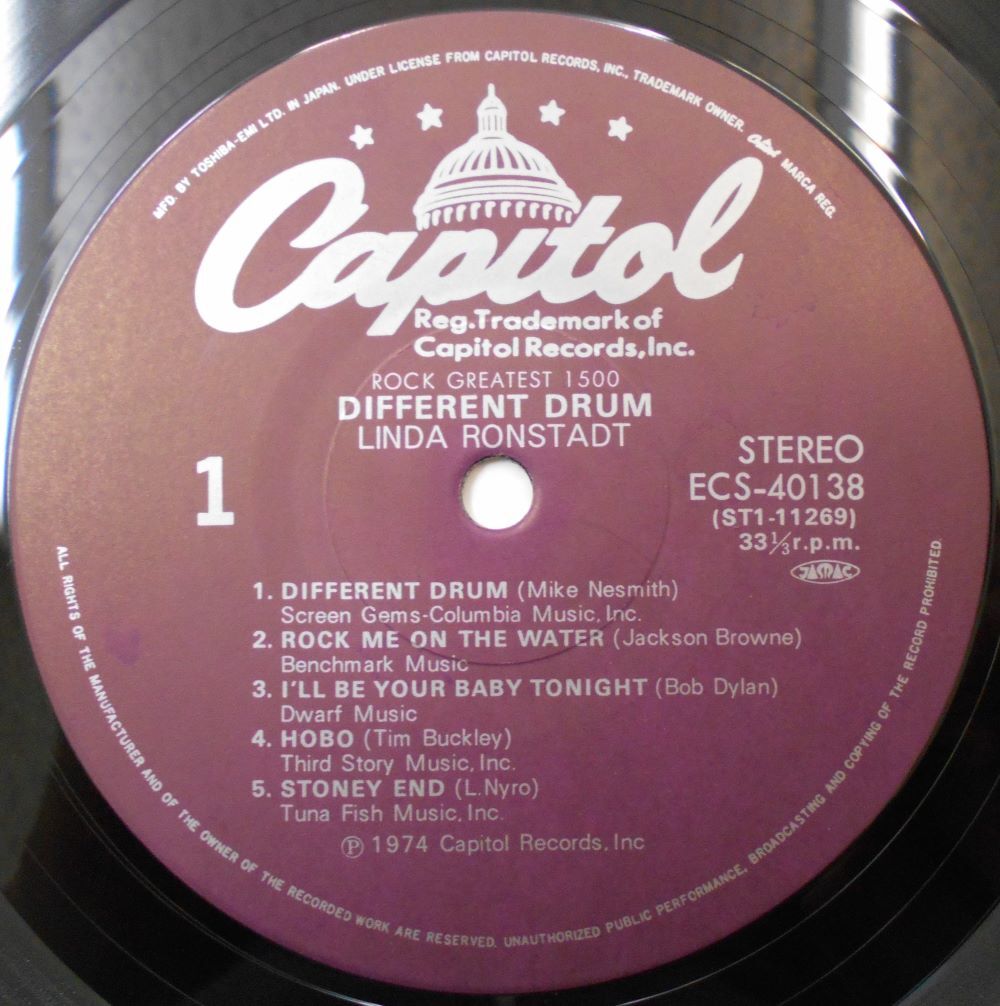 MFD. BY TOSHIBA-EMI LTD. IN JAPAN. UNDER LICENSE FROM CAPITOL RECORDS, INC., TRADEMARK OWNER. Capitol MARCA REG.
Capitol
Reg.Trademark of
Capitol Records,Inc.
ROCK GREATEST 1500
DIFFERENT DRUM
LINDA RONSTADT
1
STEREO
ECS-40138
(ST1-11269)
33⅓r.p.m.
JASRAC
1. DIFFERENT DRUM (Mike Nesmith)
Screen Gems-Columbia Music, Inc.
2. ROCK ME ON THE WATER (Jackson Browne)
Benchmark Music
3. I'LL BE YOUR BABY TONIGHT (Bob Dylan)
Dwarf Music
4. HOBO (Tim Buckley)
Third Story Music, Inc.
5. STONEY END (L.Nyro)
Tuna Fish Music, Inc.
Ⓟ 1974 Capitol Records, Inc
ALL RIGHTS OF THE MANUFACTURER AND OF THE OWNER OF THE RECORDED WORK ARE RESERVED. UNAUTHORIZED PUBLIC PERFORMANCE, BROADCASTING AND COPYING OF THE RECORD PROHIBITED.